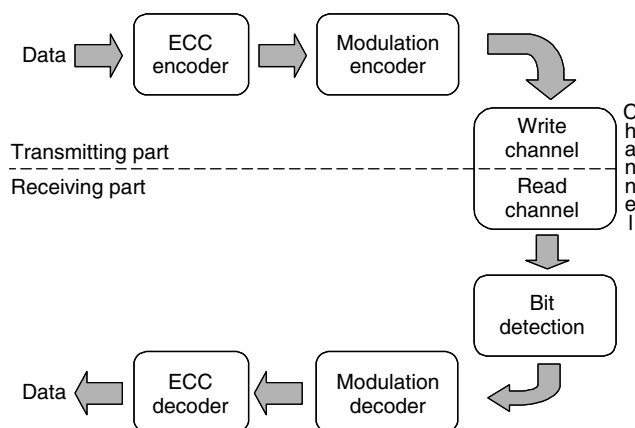 Data
ECC
encoder
Modulation
encoder
Write
channel
Channel
Transmitting part
Receiving part
Read
channel
Bit
detection
Data
ECC
decoder
Modulation
decoder